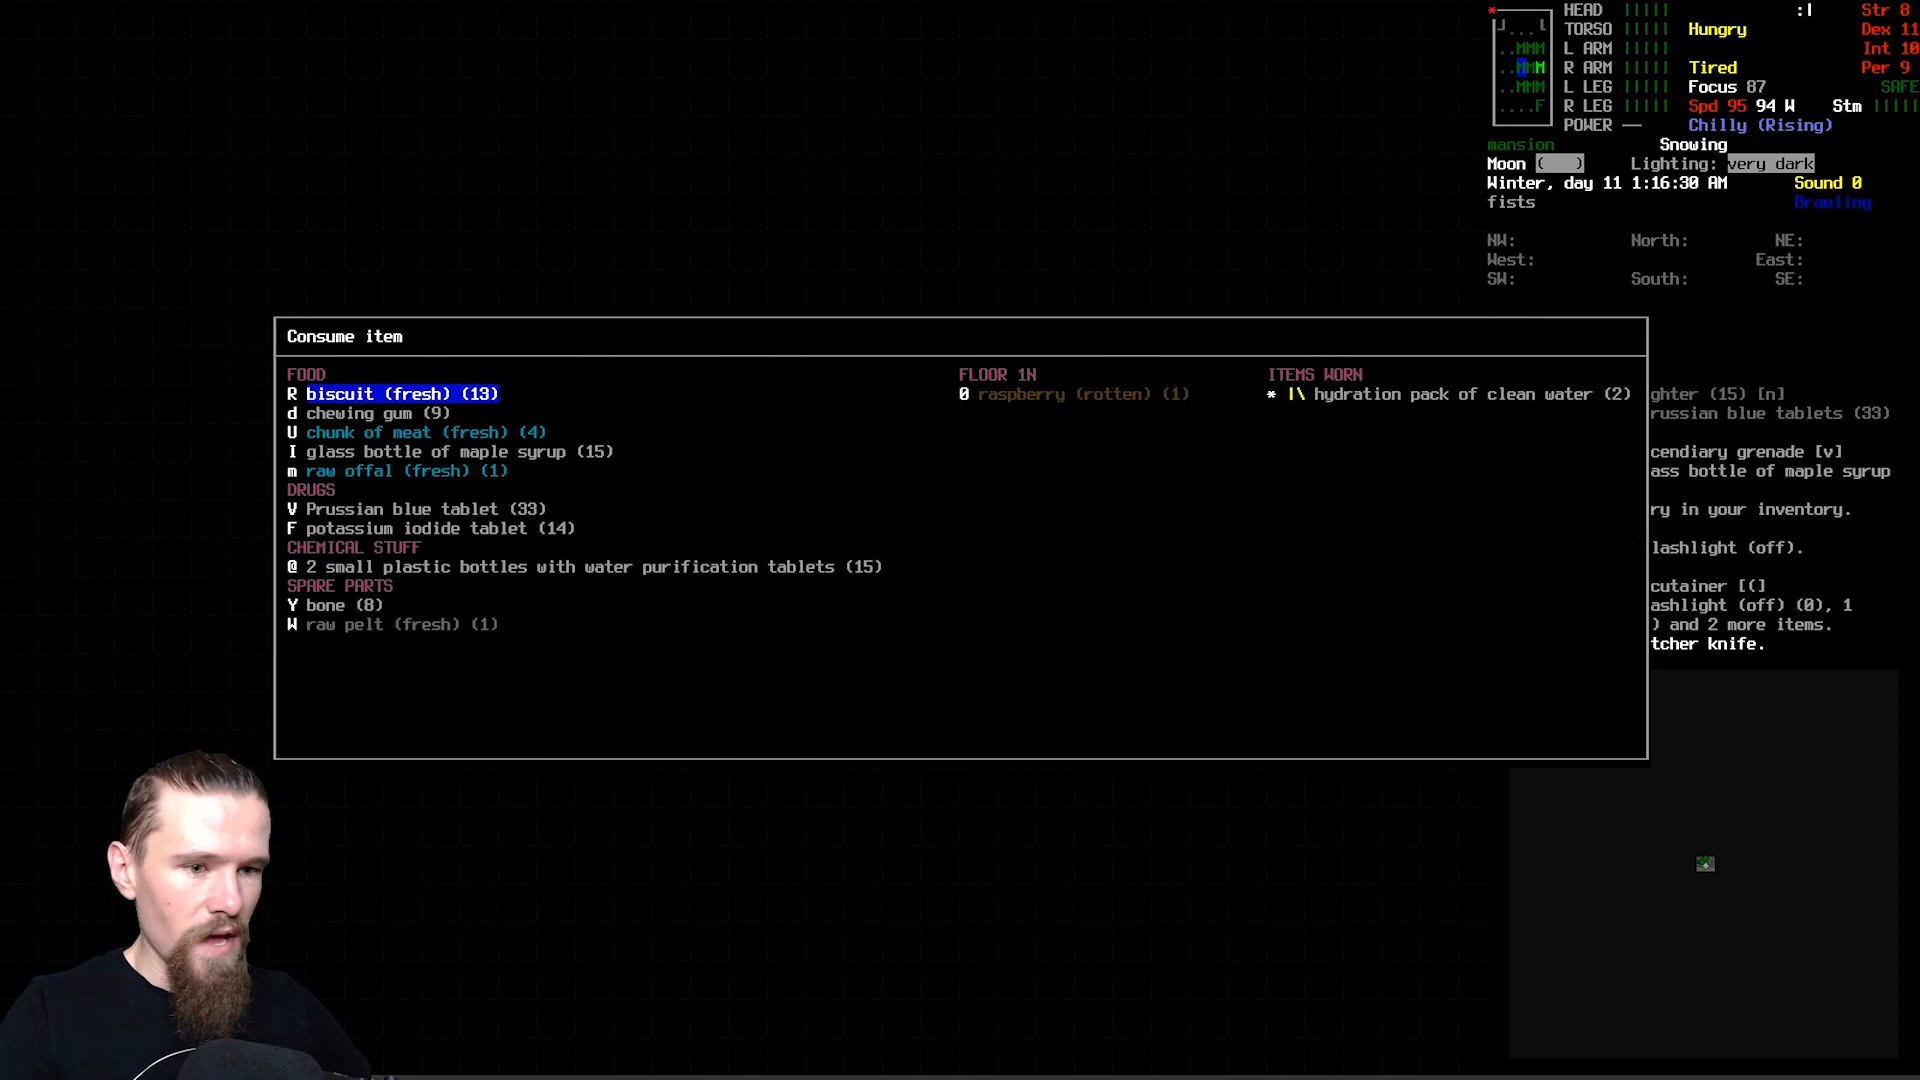 HEAD ||||| :| Str 8
TORSO ||||| Hungry Dex 11
..MMM L ARM ||||| Int 10
R ARM ||||| Tired Per 9
..MMM L LEG ||||| Focus 87 SAFE
....F R LEG ||||| Spd 95 94 W Stm |||||
POWER — Chilly (Rising)
mansion Snowing
Moon ( ) Lighting: very dark
Winter, day 11 1:16:30 AM Sound 0
fists Brawling
NW: North: NE:
West: East:
SW: South: SE:
Consume item
FOOD
R biscuit (fresh) (13)
d chewing gum (9)
U chunk of meat (fresh) (4)
I glass bottle of maple syrup (15)
m raw offal (fresh) (1)
DRUGS
V Prussian blue tablet (33)
F potassium iodide tablet (14)
CHEMICAL STUFF
@ 2 small plastic bottles with water purification tablets (15)
SPARE PARTS
Y bone (8)
W raw pelt (fresh) (1)
FLOOR 1N
0 raspberry (rotten) (1)
ITEMS WORN
* |\ hydration pack of clean water (2)
ghter (15) [n]
russian blue tablets (33)
cendiary grenade [v]
ass bottle of maple syrup
ry in your inventory.
lashlight (off).
cutainer [(]
ashlight (off) (0), 1
) and 2 more items.
tcher knife.